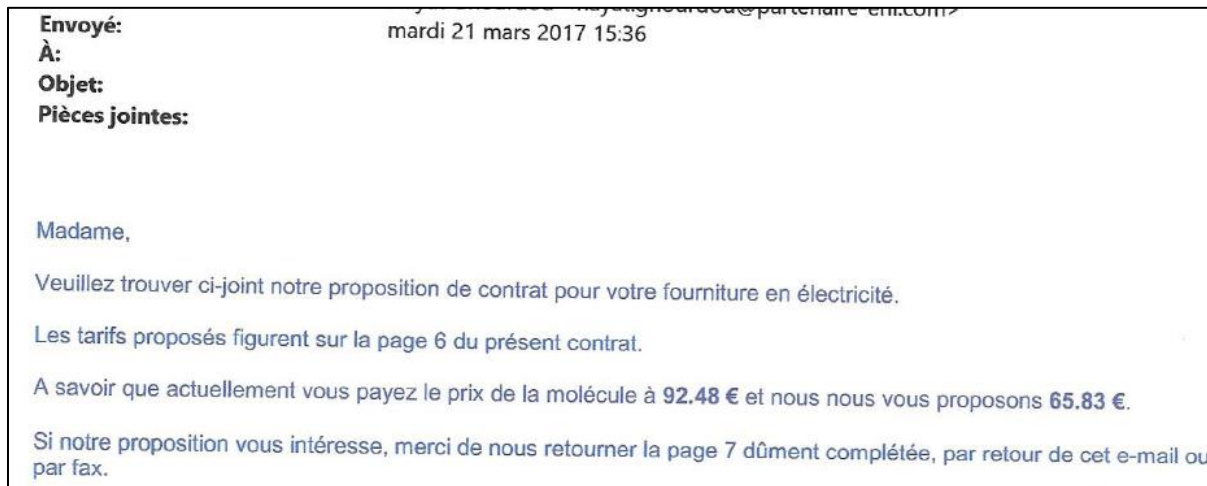 Envoyé: mardi 21 mars 2017 15:36
À:
Objet:
Pièces jointes:
Madame,
Veuillez trouver ci-joint notre proposition de contrat pour votre fourniture en électricité.
Les tarifs proposés figurent sur la page 6 du présent contrat.
A savoir que actuellement vous payez le prix de la molécule à 92.48 € et nous nous vous proposons 65.83 €.
Si notre proposition vous intéresse, merci de nous retourner la page 7 dûment complétée, par retour de cet e-mail ou
par fax.